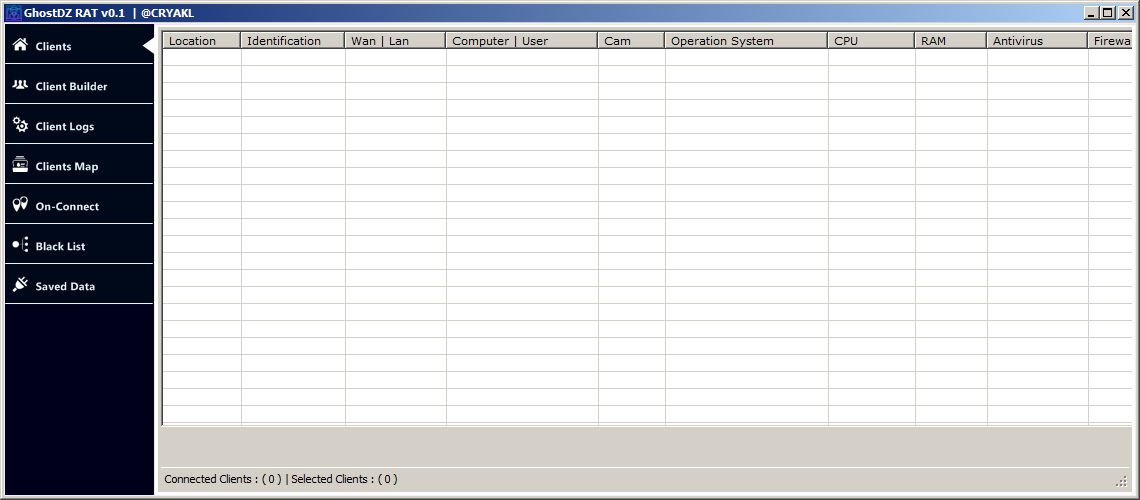 GhostDZ RAT v0.1 | @CRYAKL
Clients
Client Builder
Client Logs
Clients Map
On-Connect
Black List
Saved Data
Location Identification Wan | Lan Computer | User Cam Operation System CPU RAM Antivirus Firewa
Connected Clients : ( 0 ) | Selected Clients : ( 0 )